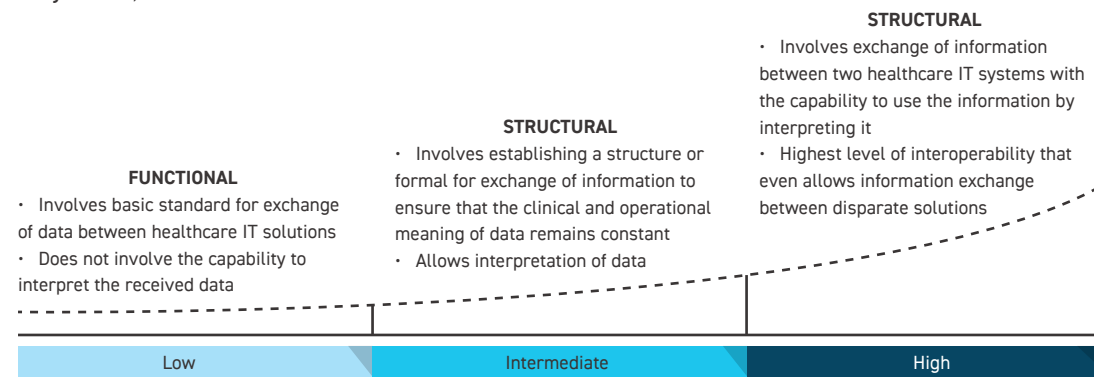 FUNCTIONAL
• Involves basic standard for exchange
of data between healthcare IT solutions
• Does not involve the capability to
interpret the received data
STRUCTURAL
• Involves establishing a structure or
formal for exchange of information to
ensure that the clinical and operational
meaning of data remains constant
• Allows interpretation of data
STRUCTURAL
• Involves exchange of information
between two healthcare IT systems with
the capability to use the information by
interpreting it
• Highest level of interoperability that
even allows information exchange
between disparate solutions
Low
Intermediate
High